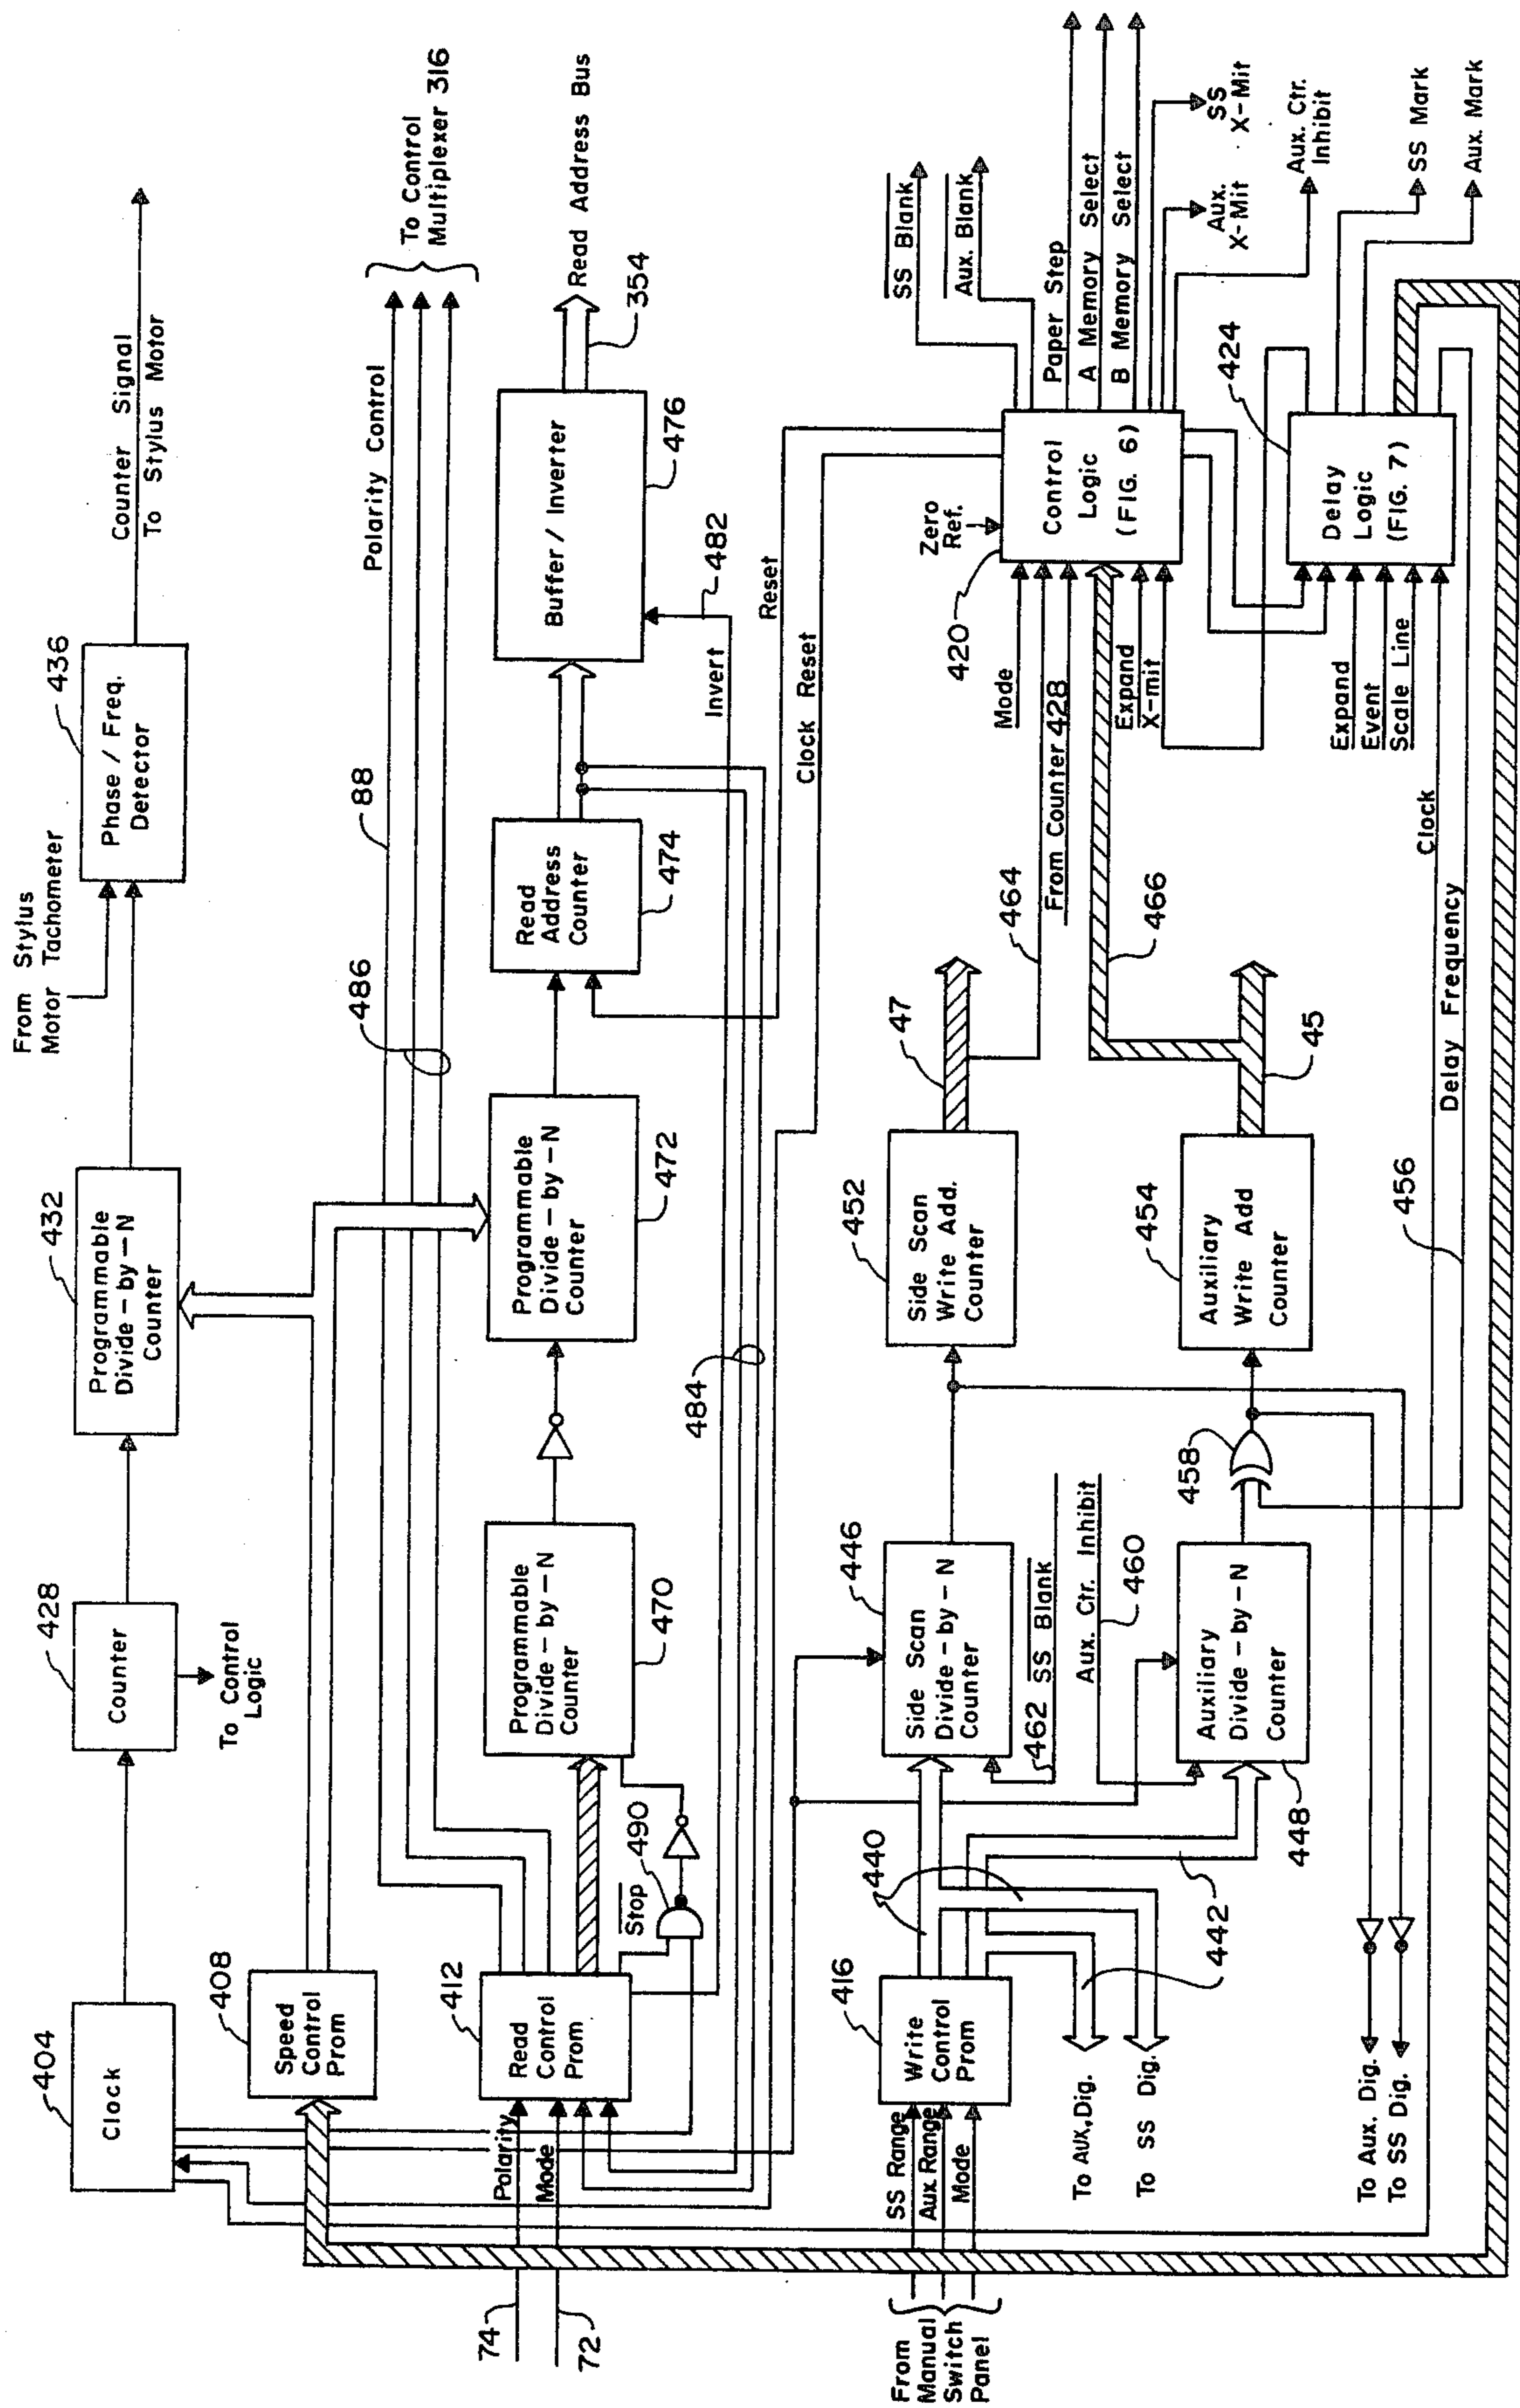 From Stylus
Motor Tachometer
404
Clock
428
Counter
To Control
Logic
432
Programmable
Divide-by-N
Counter
436
Phase / Freq.
Detector
Counter Signal
To Stylus Motor
408
Speed
Control
Prom
486
88
Polarity Control
To Control
Multiplexer 316
74
72
Polarity
Mode
412
Read
Control
Prom
Stop
490
470
Programmable
Divide-by-N
Counter
472
Programmable
Divide-by-N
Counter
474
Read
Address
Counter
476
Buffer / Inverter
354
Read Address Bus
482
Invert
484
Reset
Clock Reset
From
Manual
Switch
Panel
SS Range
Aux Range
Mode
416
Write
Control
Prom
440
442
To Aux, Dig.
To SS Dig.
446
Side Scan
Divide-by-N
Counter
462
SS Blank
Aux. Ctr. Inhibit
460
448
Auxiliary
Divide-by-N
Counter
458
452
Side Scan
Write Add.
Counter
454
Auxiliary
Write Add
Counter
47
45
464
466
456
To Aux. Dig.
To SS Dig.
Zero
Ref.
420
Mode
From Counter 428
Expand
X-mit
Control
Logic
(FIG. 6)
SS Blank
Aux. Blank
Paper Step
A Memory Select
B Memory Select
SS
X-Mit
Aux.
X-Mit
Aux. Ctr.
Inhibit
424
Delay
Logic
(FIG. 7)
Expand
Event
Scale Line
Clock
Delay Frequency
SS Mark
Aux. Mark